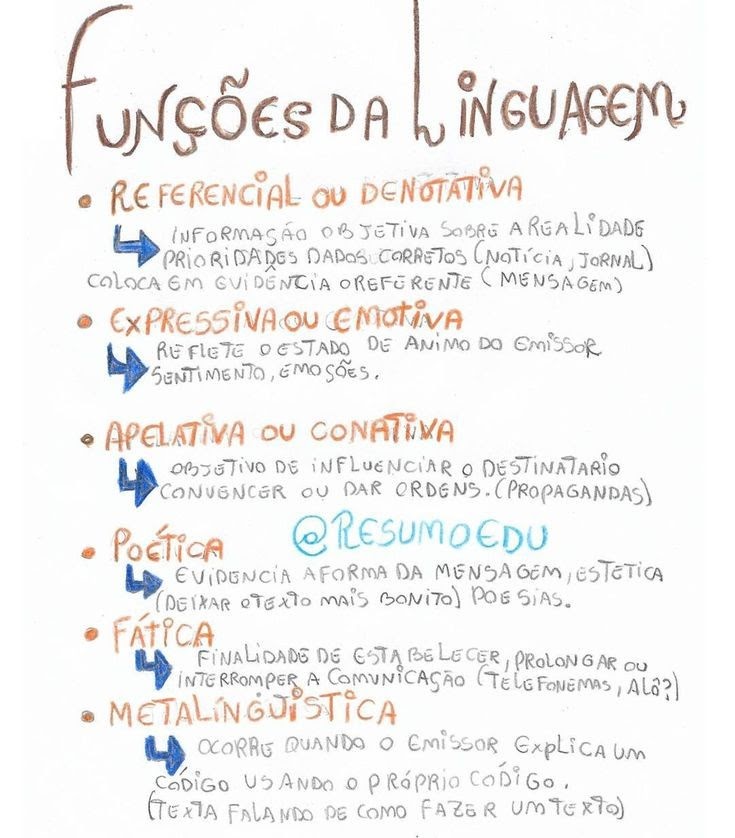 FUNÇÕES DA LINGUAGEM
• REFERENCIAL OU DENOTATIVA
INFORMAÇÃO OBJETIVA SOBRE A REALIDADE
PRIORIDADES DADOS CORRETOS (NOTÍCIA, JORNAL)
COLOCA EM EVIDÊNCIA O REFERENTE (MENSAGEM)
• EXPRESSIVA OU EMOTIVA
REFLETE O ESTADO DE ANIMO DO EMISSOR
SENTIMENTO, EMOÇÕES.
• APELATIVA OU CONATIVA
OBJETIVO DE INFLUENCIAR O DESTINATARIO
CONVENCER OU DAR ORDENS. (PROPAGANDAS)
@RESUMOEDU
• POÉTICA
EVIDENCIA A FORMA DA MENSAGEM, ESTETICA
(DEIXAR O TEXTO MAIS BONITO) POESIAS.
• FÁTICA
FINALIDADE DE ESTABELECER, PROLONGAR OU
INTERROMPER A COMUNICAÇÃO (TELEFONEMAS, ALÔ?)
• METALINGÜISTICA
OCORRE QUANDO O EMISSOR EXPLICA UM
CÓDIGO USANDO O PRÓPRIO CÓDIGO.
(TEXTA FALANDO DE COMO FAZER UM TEXTO)